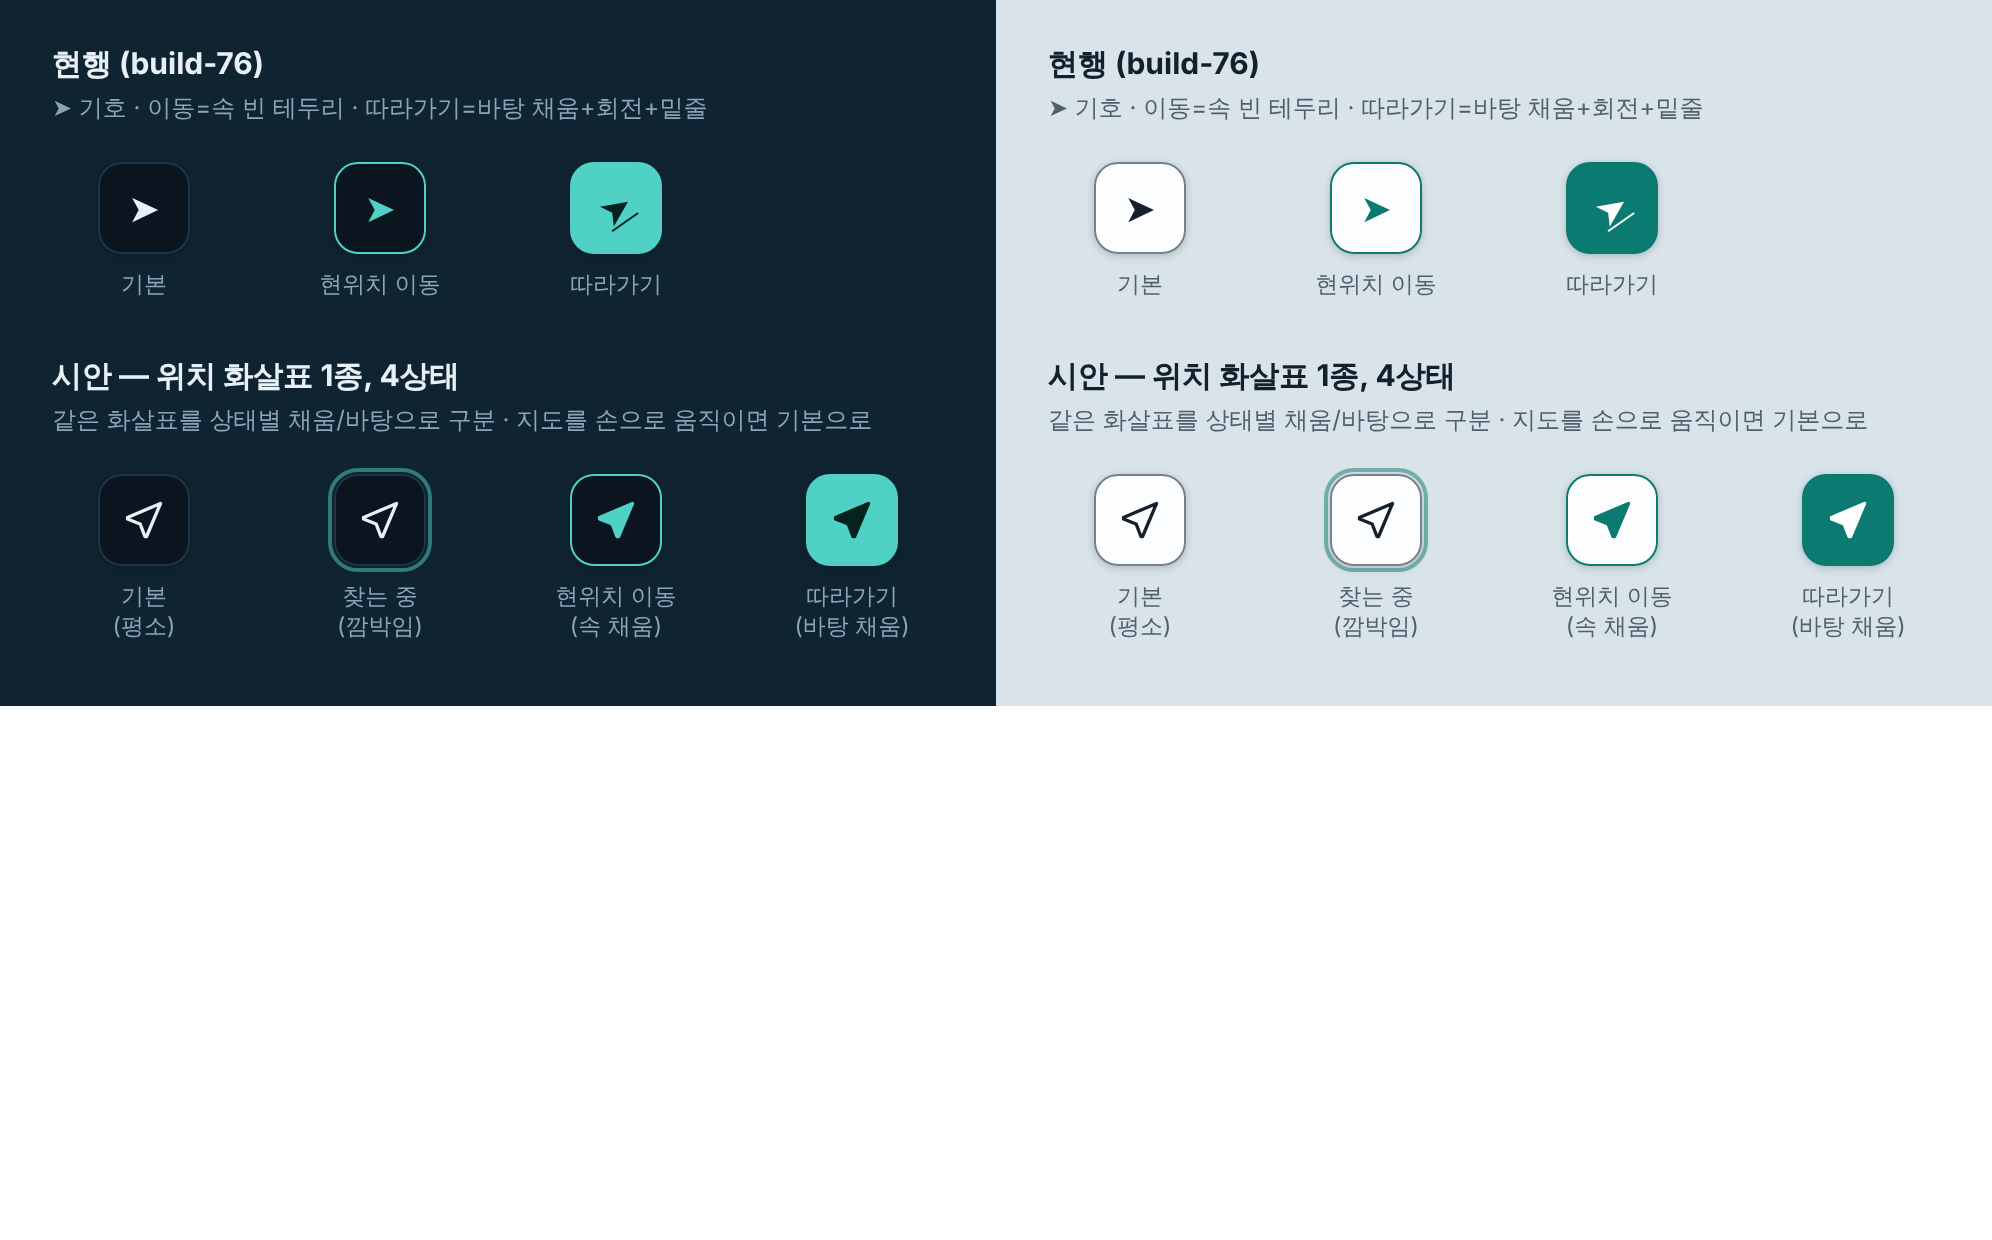 현행 (build-76)
➤ 기호 · 이동=속 빈 테두리 · 따라가기=바탕 채움+회전+밑줄
기본
현위치 이동
따라가기
시안 — 위치 화살표 1종, 4상태
같은 화살표를 상태별 채움/바탕으로 구분 · 지도를 손으로 움직이면 기본으로
기본
(평소)
찾는 중
(깜박임)
현위치 이동
(속 채움)
따라가기
(바탕 채움)
현행 (build-76)
➤ 기호 · 이동=속 빈 테두리 · 따라가기=바탕 채움+회전+밑줄
기본
현위치 이동
따라가기
시안 — 위치 화살표 1종, 4상태
같은 화살표를 상태별 채움/바탕으로 구분 · 지도를 손으로 움직이면 기본으로
기본
(평소)
찾는 중
(깜박임)
현위치 이동
(속 채움)
따라가기
(바탕 채움)